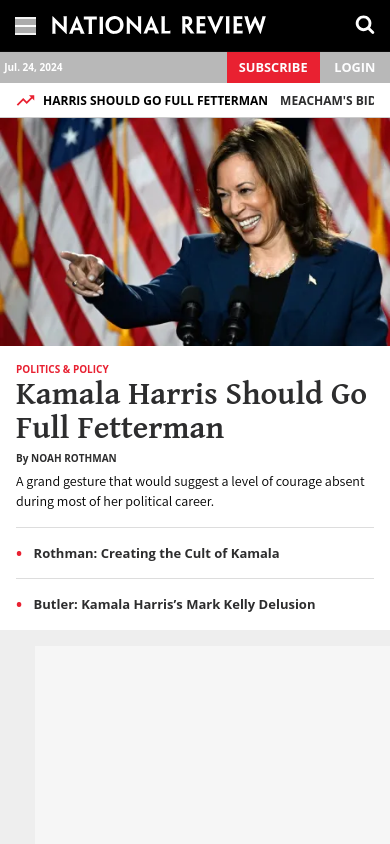 NATIONAL REVIEW
Jul. 24, 2024
SUBSCRIBE
LOGIN
HARRIS SHOULD GO FULL FETTERMAN
MEACHAM'S BID
POLITICS & POLICY
Kamala Harris Should Go
Full Fetterman
By NOAH ROTHMAN
A grand gesture that would suggest a level of courage absent
during most of her political career.
Rothman: Creating the Cult of Kamala
Butler: Kamala Harris’s Mark Kelly Delusion